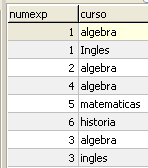 numexp curso
1 algebra
1 Ingles
2 algebra
4 algebra
5 matematicas
6 historia
3 algebra
3 ingles